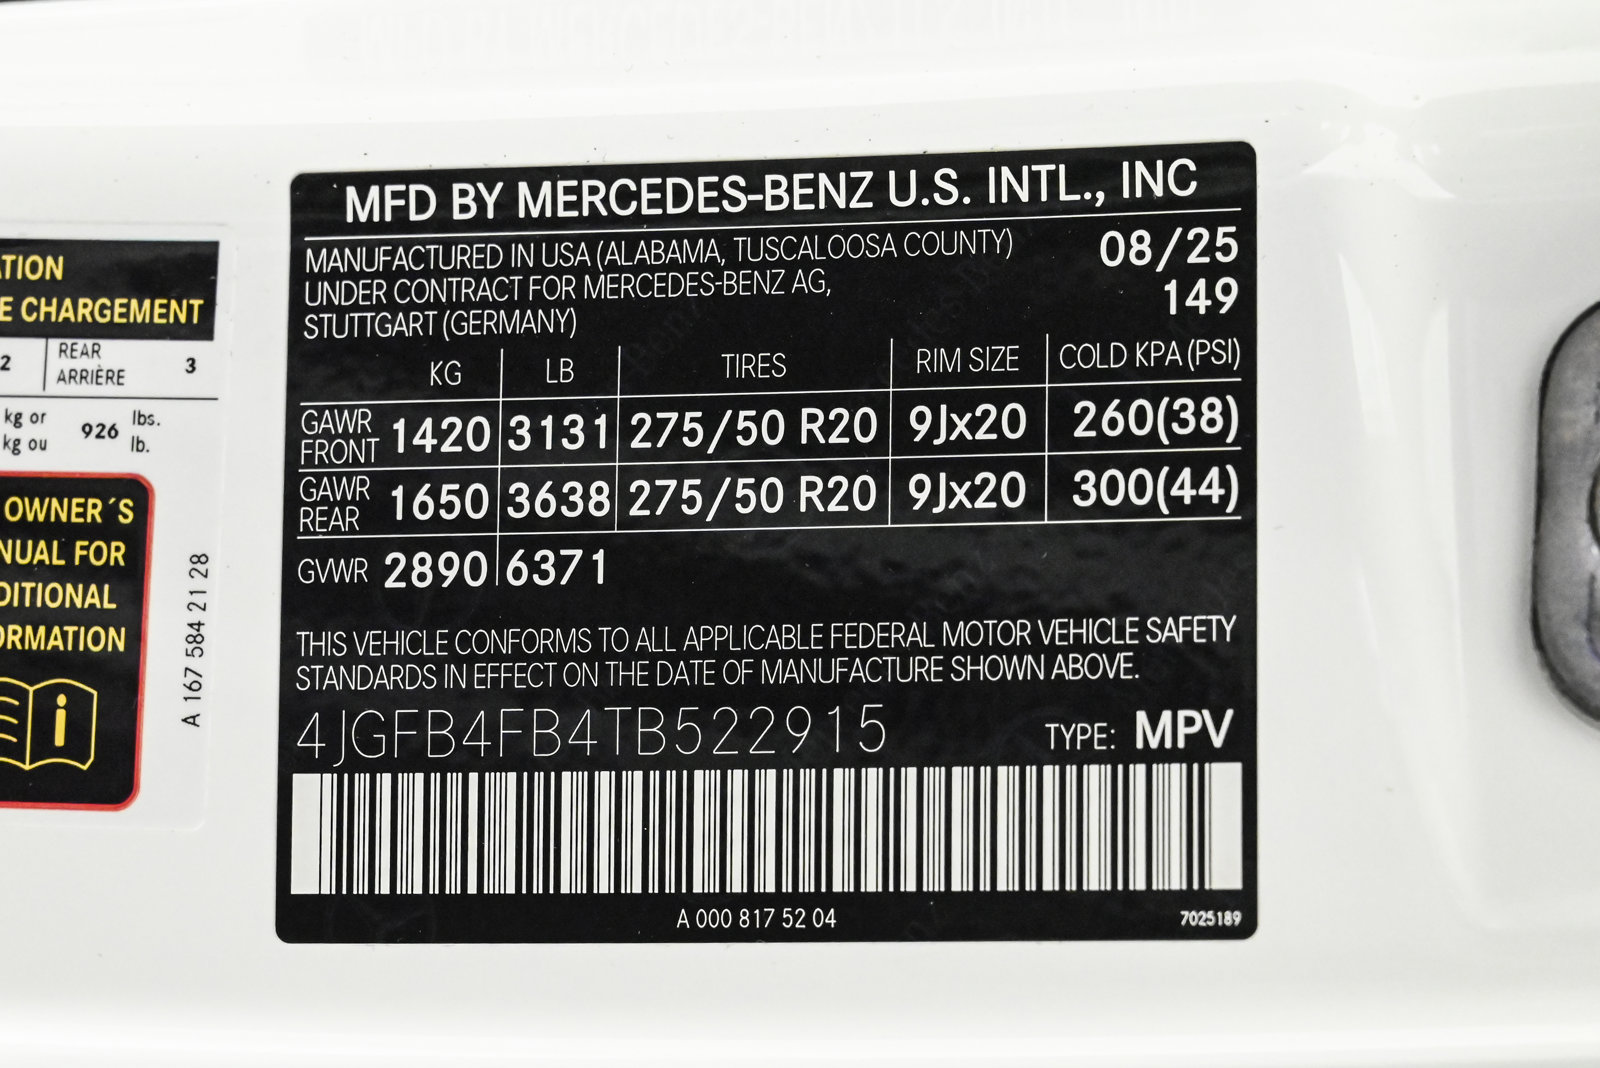 ATION
E CHARGEMENT
2 REAR 3
ARRIÈRE
kg or 926 lbs.
kg ou lb.
OWNER´S
NUAL FOR
DITIONAL
ORMATION
i
A 167 584 21 28
MFD BY MERCEDES-BENZ U.S. INTL., INC
MANUFACTURED IN USA (ALABAMA, TUSCALOOSA COUNTY) 08/25
UNDER CONTRACT FOR MERCEDES-BENZ AG, 149
STUTTGART (GERMANY)
KG LB TIRES RIM SIZE COLD KPA (PSI)
GAWR FRONT 1420 3131 275/50 R20 9Jx20 260(38)
GAWR REAR 1650 3638 275/50 R20 9Jx20 300(44)
GVWR 2890 6371
THIS VEHICLE CONFORMS TO ALL APPLICABLE FEDERAL MOTOR VEHICLE SAFETY
STANDARDS IN EFFECT ON THE DATE OF MANUFACTURE SHOWN ABOVE.
4JGFB4FB4TB522915 TYPE: MPV
A 000 817 52 04 7025189